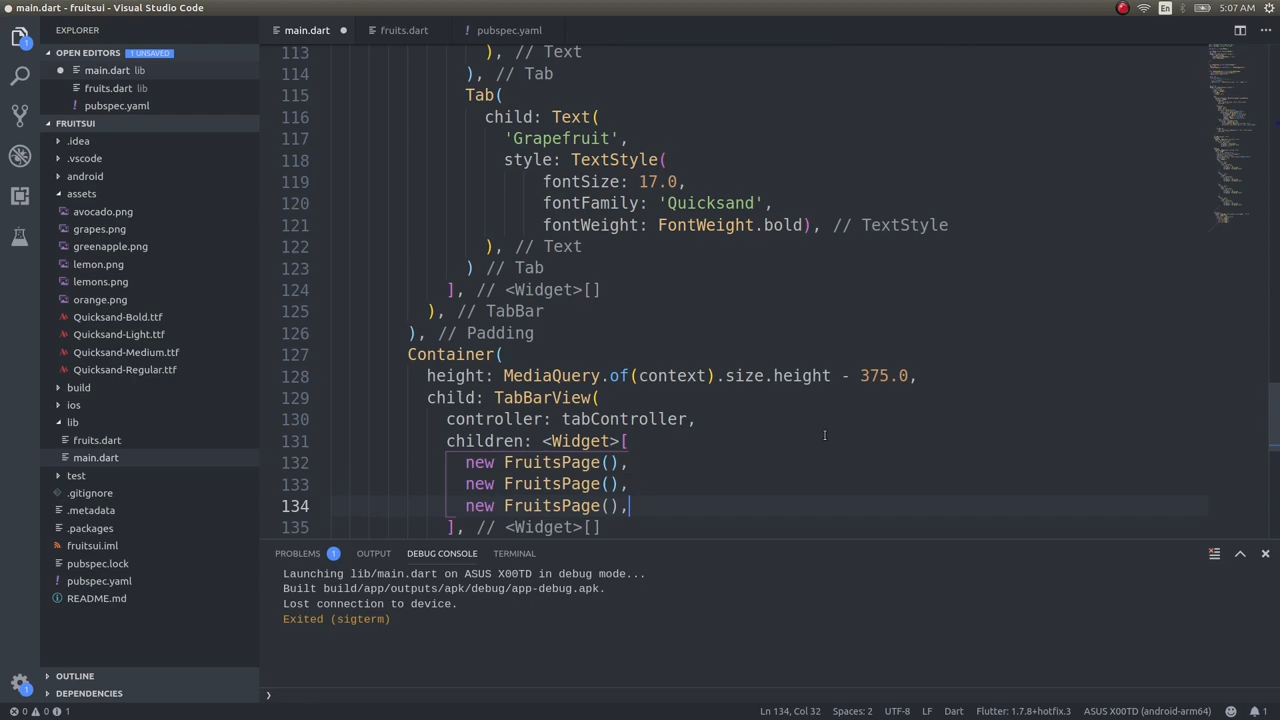 main.dart - fruitsui - Visual Studio Code
En
5:07 AM
EXPLORER
main.dart
fruits.dart
! pubspec.yaml
OPEN EDITORS 1 UNSAVED
main.dart lib
fruits.dart lib
! pubspec.yaml
FRUITSUI
.idea
.vscode
android
assets
avocado.png
grapes.png
greenapple.png
lemon.png
lemons.png
orange.png
Quicksand-Bold.ttf
Quicksand-Light.ttf
Quicksand-Medium.ttf
Quicksand-Regular.ttf
build
ios
lib
fruits.dart
main.dart
test
.gitignore
.metadata
.packages
fruitsui.iml
pubspec.lock
! pubspec.yaml
README.md
OUTLINE
DEPENDENCIES
113 ), // Text
114 ), // Tab
115 Tab(
116 child: Text(
117 'Grapefruit',
118 style: TextStyle(
119 fontSize: 17.0,
120 fontFamily: 'Quicksand',
121 fontWeight: FontWeight.bold), // TextStyle
122 ), // Text
123 ) // Tab
124 ], // <Widget>[]
125 ), // TabBar
126 ), // Padding
127 Container(
128 height: MediaQuery.of(context).size.height - 375.0,
129 child: TabBarView(
130 controller: tabController,
131 children: <Widget>[
132 new FruitsPage(),
133 new FruitsPage(),
134 new FruitsPage(),
135 ], // <Widget>[]
PROBLEMS 1 OUTPUT DEBUG CONSOLE TERMINAL
Launching lib/main.dart on ASUS X00TD in debug mode...
Built build/app/outputs/apk/debug/app-debug.apk.
Lost connection to device.
Exited (sigterm)
0 0 1
Ln 134, Col 32 Spaces: 2 UTF-8 LF Dart Flutter: 1.7.8+hotfix.3 ASUS X00TD (android-arm64) 1